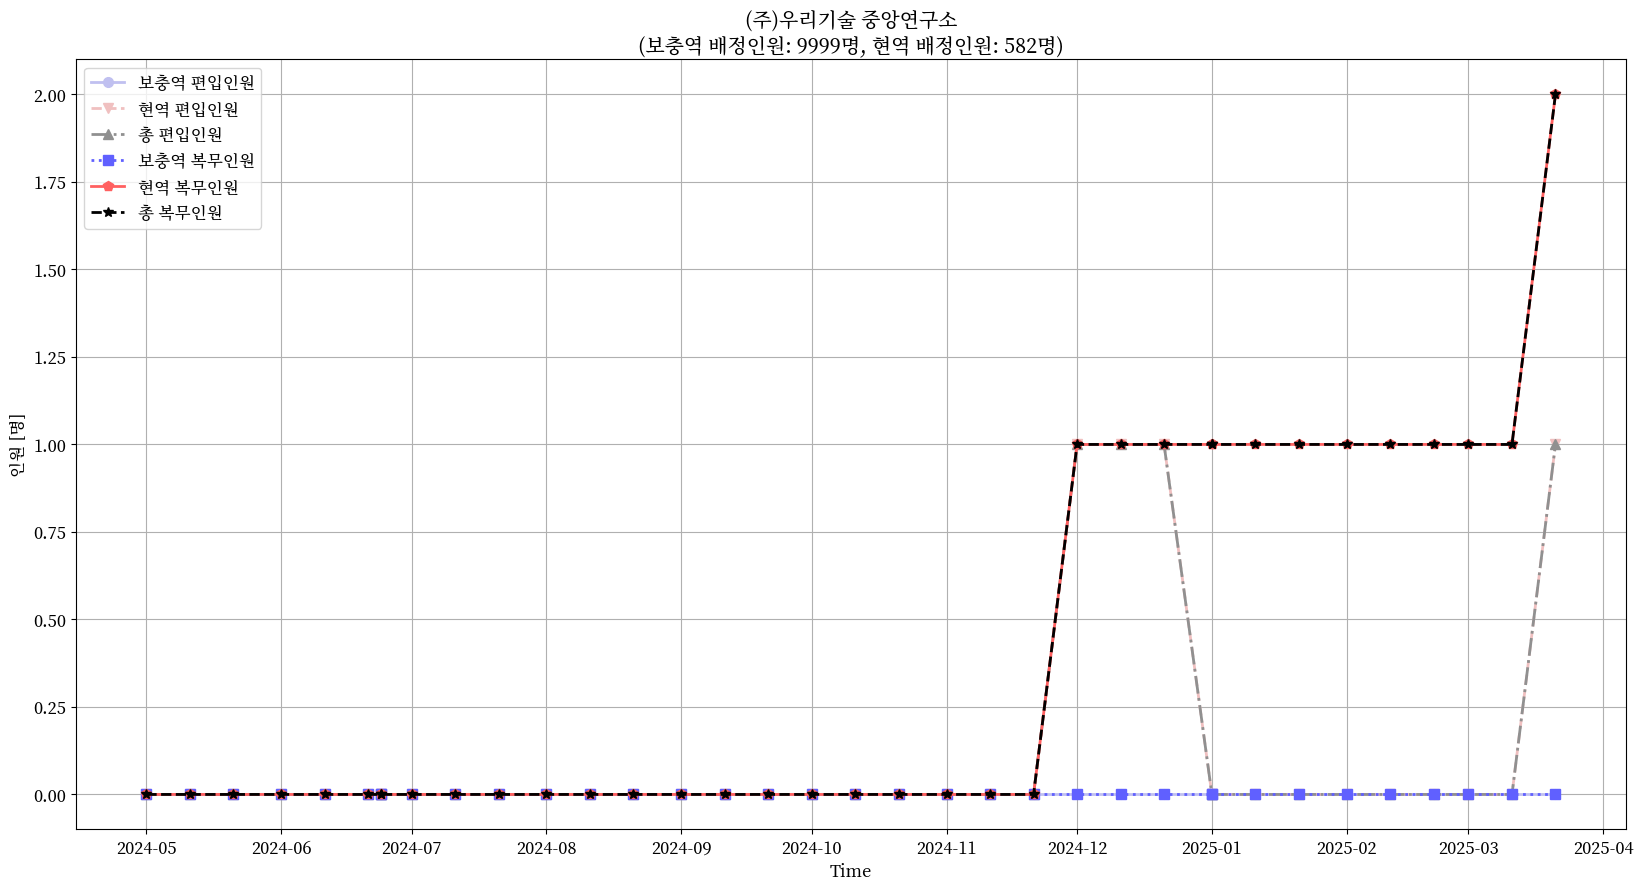 (주)우리기술 중앙연구소
(보충역 배정인원: 9999명, 현역 배정인원: 582명)
보충역 편입인원
현역 편입인원
총 편입인원
보충역 복무인원
현역 복무인원
총 복무인원
2.00
1.75
1.50
1.25
1.00
0.75
0.50
0.25
0.00
인원 [명]
2024-05 2024-06 2024-07 2024-08 2024-09 2024-10 2024-11 2024-12 2025-01 2025-02 2025-03 2025-04
Time